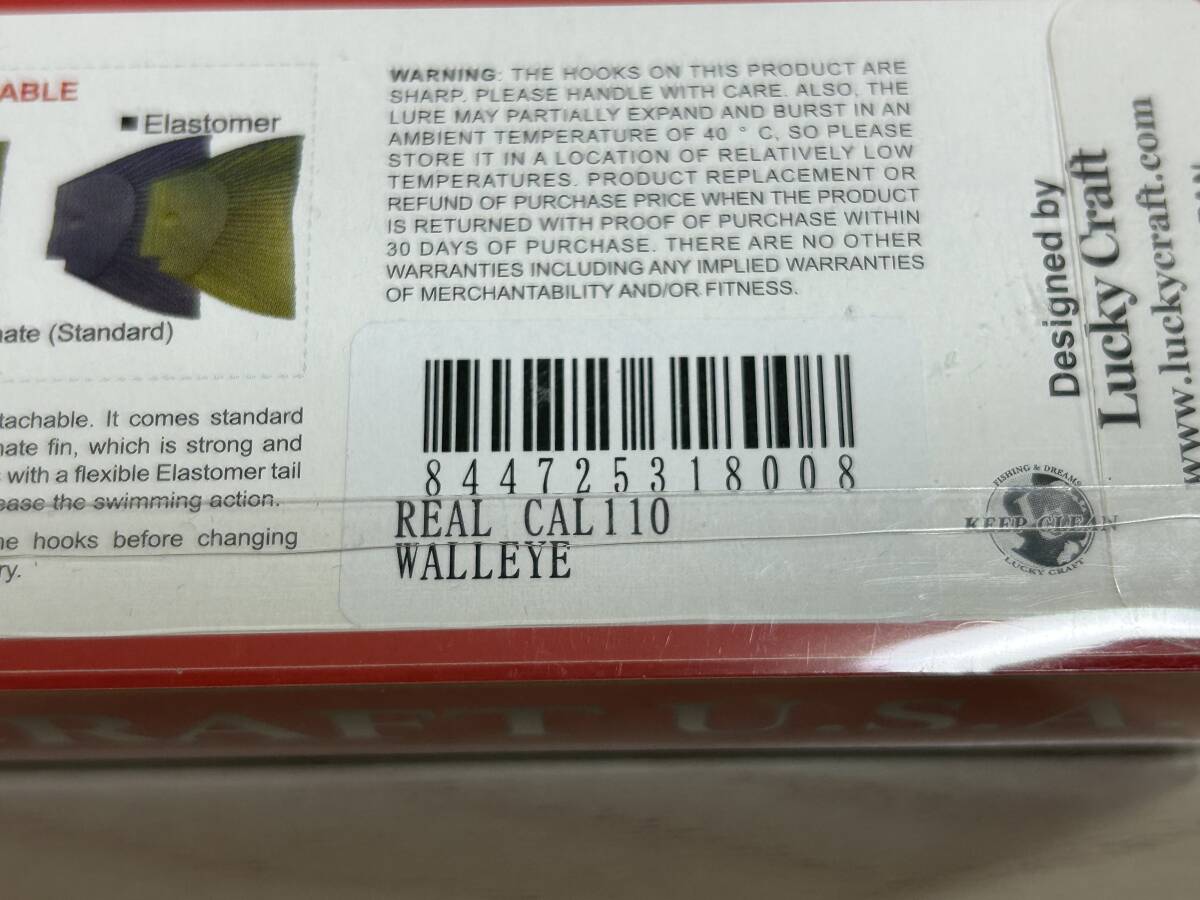 ABLE
■Elastomer
nate (Standard)
tachable. It comes standard
nate fin, which is strong and
with a flexible Elastomer tail
ease the swimming action.
he hooks before changing
ry.
WARNING: THE HOOKS ON THIS PRODUCT ARE
SHARP. PLEASE HANDLE WITH CARE. ALSO, THE
LURE MAY PARTIALLY EXPAND AND BURST IN AN
AMBIENT TEMPERATURE OF 40 ° C, SO PLEASE
STORE IT IN A LOCATION OF RELATIVELY LOW
TEMPERATURES. PRODUCT REPLACEMENT OR
REFUND OF PURCHASE PRICE WHEN THE PRODUCT
IS RETURNED WITH PROOF OF PURCHASE WITHIN
30 DAYS OF PURCHASE. THERE ARE NO OTHER
WARRANTIES INCLUDING ANY IMPLIED WARRANTIES
OF MERCHANTABILITY AND/OR FITNESS.
844725318008
REAL CAL110
WALLEYE
Designed by
Lucky Craft
www.luckycraft.com
FISHING & DREAMS
KEEP CLEAN
LUCKY CRAFT
RAFT U.S.A.